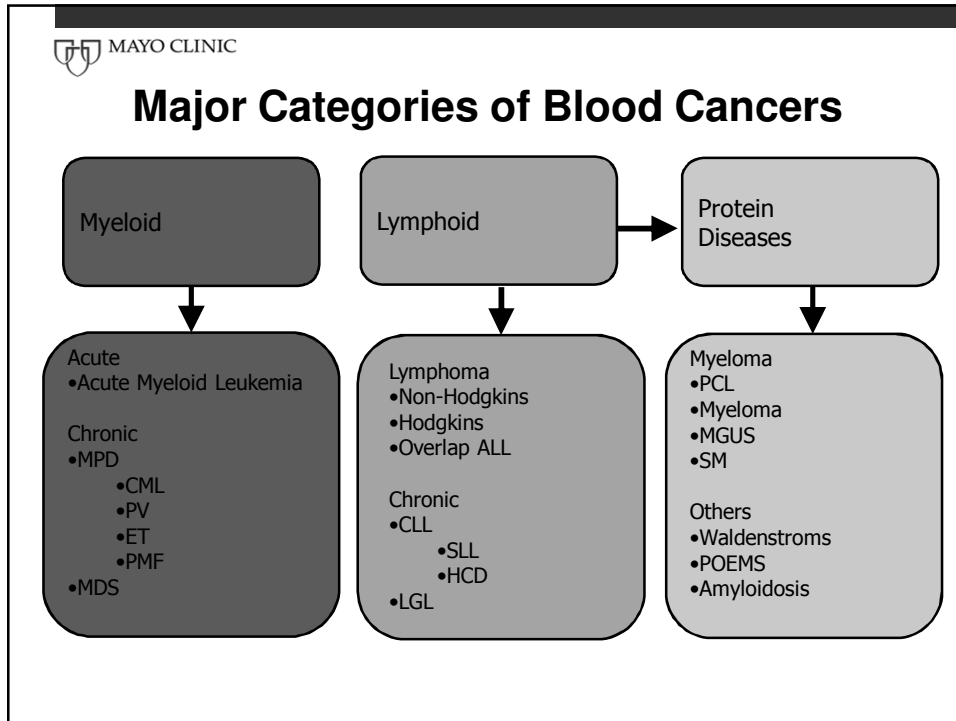 MAYO CLINIC
Major Categories of Blood Cancers
Myeloid
Acute
•Acute Myeloid Leukemia
Chronic
•MPD
•CML
•PV
•ET
•PMF
•MDS
Lymphoid
Lymphoma
•Non-Hodgkins
•Hodgkins
•Overlap ALL
Chronic
•CLL
•SLL
•HCD
•LGL
Protein
Diseases
Myeloma
•PCL
•Myeloma
•MGUS
•SM
Others
•Waldenstroms
•POEMS
•Amyloidosis